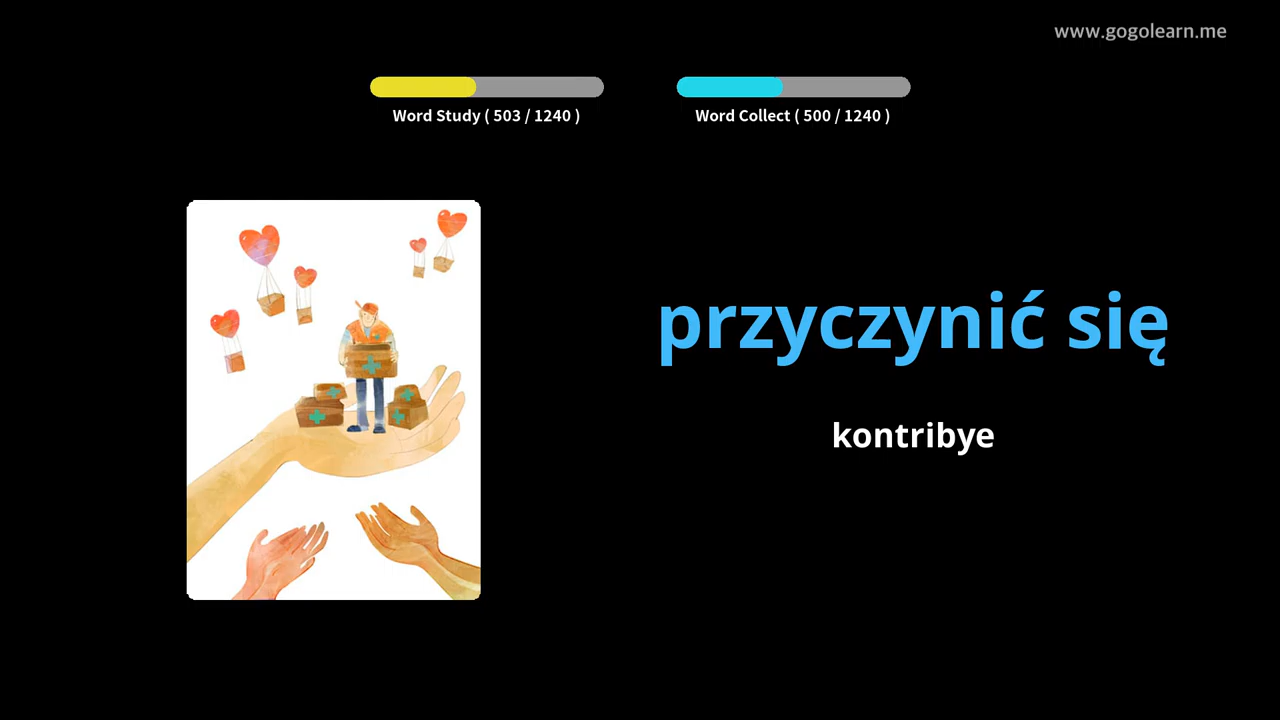 www.gogolearn.me
Word Study ( 503 / 1240 )
Word Collect ( 500 / 1240 )
przyczynić się
kontribye